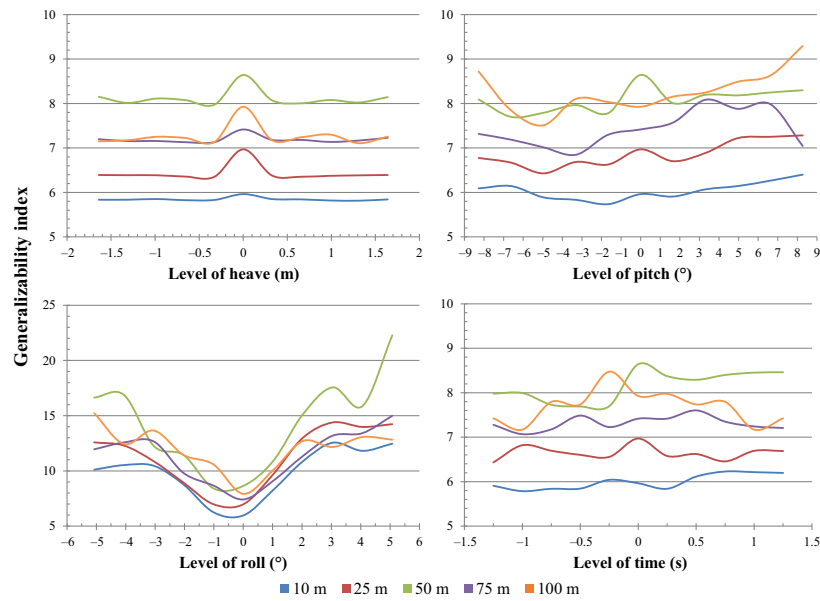 Generalizability index
10
9
8
7
6
5
−2 −1.5 −1 −0.5 0 0.5 1 1.5 2
Level of heave (m)
10
9
8
7
6
5
−9 −8 −7 −6 −5 −4 −3 −2 −1 0 1 2 3 4 5 6 7 8 9
Level of pitch (°)
25
20
15
10
5
−6 −5 −4 −3 −2 −1 0 1 2 3 4 5 6
Level of roll (°)
10
9
8
7
6
5
−1.5 −1 −0.5 0 0.5 1 1.5
Level of time (s)
10 m 25 m 50 m 75 m 100 m